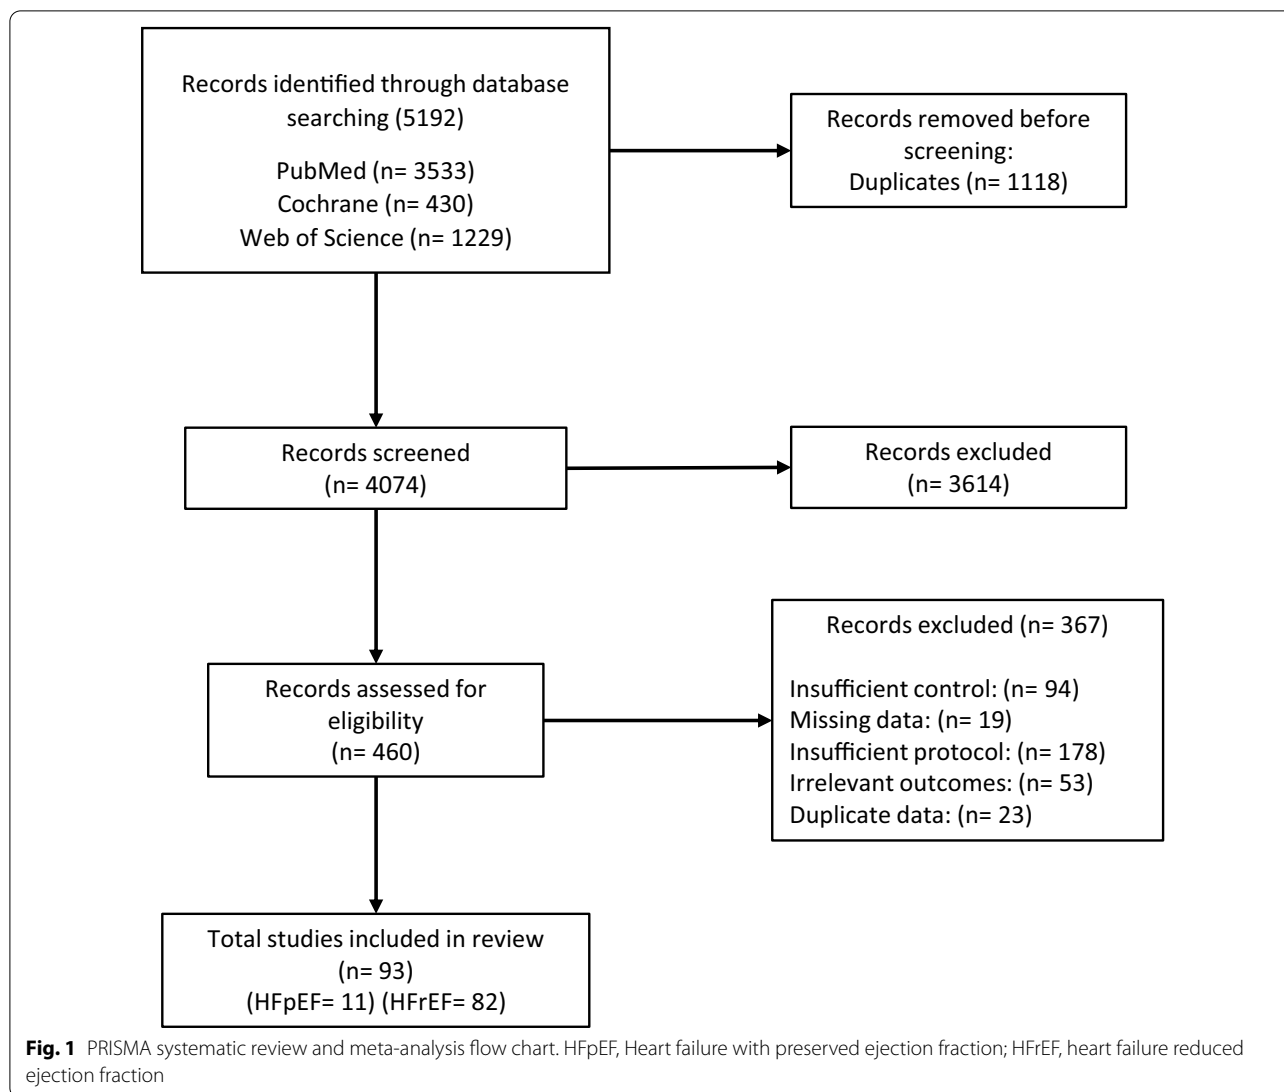 Records identified through database
searching (5192)
PubMed (n= 3533)
Cochrane (n= 430)
Web of Science (n= 1229)
Records removed before
screening:
Duplicates (n= 1118)
Records screened
(n= 4074)
Records excluded
(n= 3614)
Records assessed for
eligibility
(n= 460)
Records excluded (n= 367)
Insufficient control: (n= 94)
Missing data: (n= 19)
Insufficient protocol: (n= 178)
Irrelevant outcomes: (n= 53)
Duplicate data: (n= 23)
Total studies included in review
(n= 93)
(HFpEF= 11) (HFrEF= 82)
Fig. 1 PRISMA systematic review and meta-analysis flow chart. HFpEF, Heart failure with preserved ejection fraction; HFrEF, heart failure reduced
ejection fraction